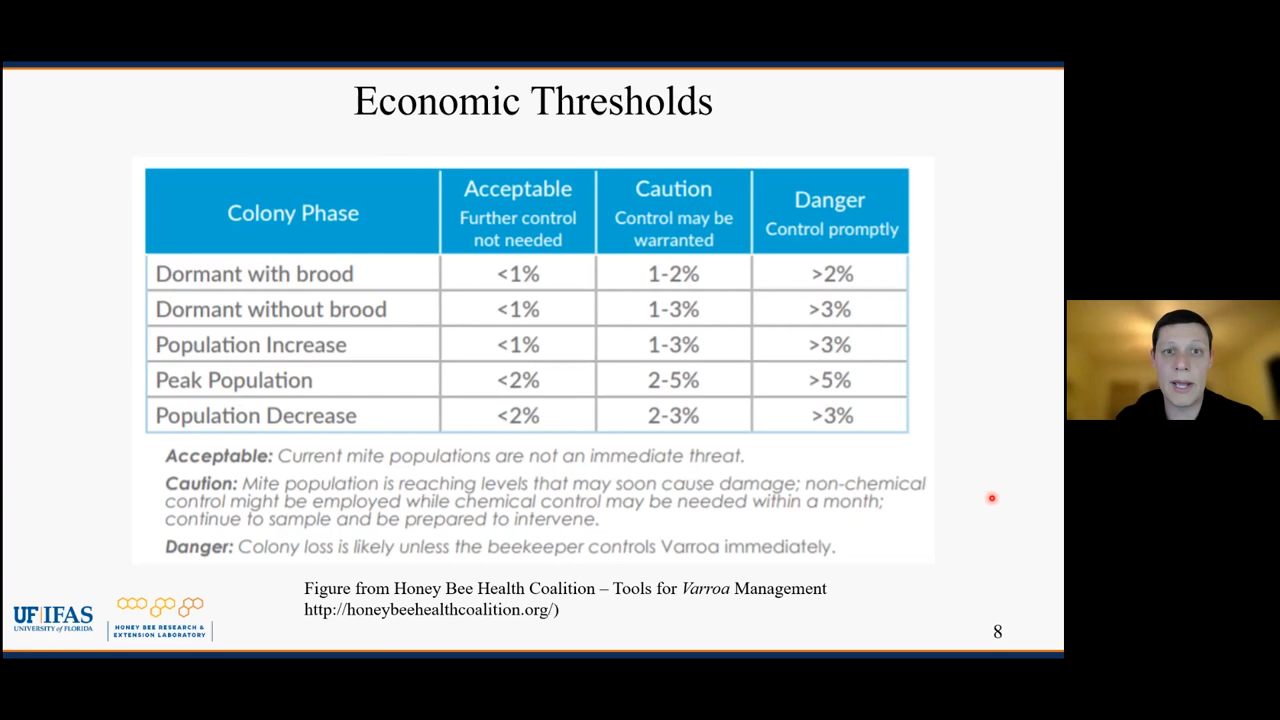 Economic Thresholds
Colony Phase
Acceptable
Further control
not needed
Caution
Control may be
warranted
Danger
Control promptly
Dormant with brood <1% 1-2% >2%
Dormant without brood <1% 1-3% >3%
Population Increase <1% 1-3% >3%
Peak Population <2% 2-5% >5%
Population Decrease <2% 2-3% >3%
Acceptable: Current mite populations are not an immediate threat.
Caution: Mite population is reaching levels that may soon cause damage; non-chemical
control might be employed while chemical control may be needed within a month;
continue to sample and be prepared to intervene.
Danger: Colony loss is likely unless the beekeeper controls Varroa immediately.
Figure from Honey Bee Health Coalition – Tools for Varroa Management
http://honeybeehealthcoalition.org/)
UF|IFAS
UNIVERSITY of FLORIDA
HONEY BEE RESEARCH &
EXTENSION LABORATORY
8